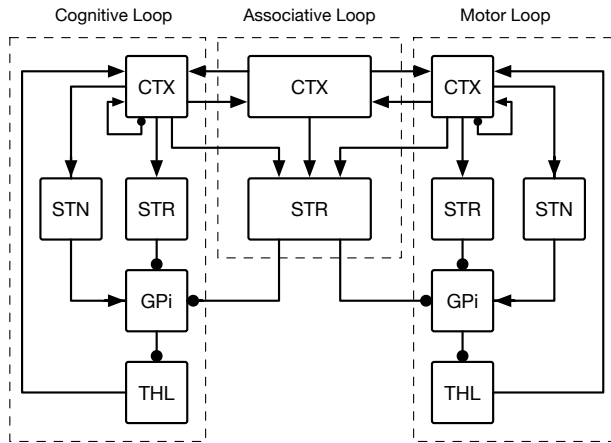 Cognitive Loop
Associative Loop
Motor Loop
CTX
CTX
CTX
STN
STR
STR
STR
STN
GPi
GPi
THL
THL